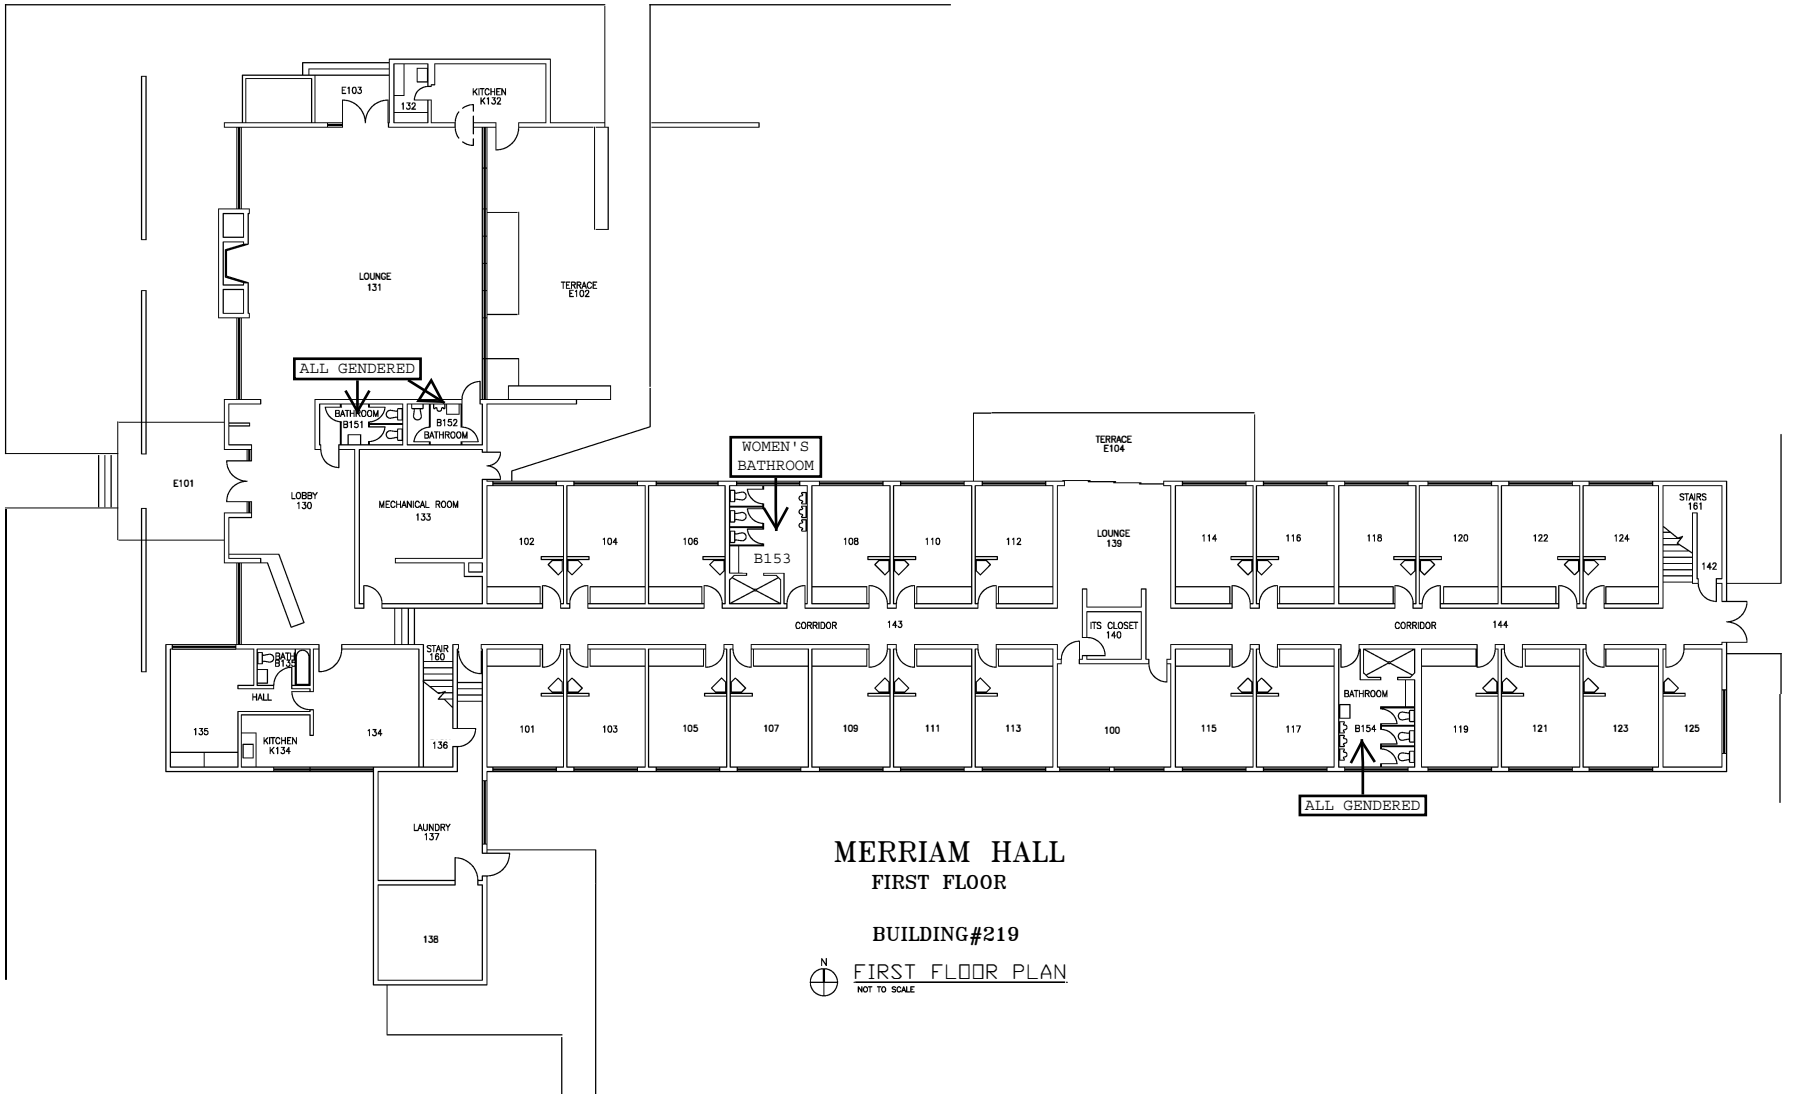 E103
132
KITCHEN
K132
LOUNGE
131
TERRACE
E102
ALL GENDERED
BATHROOM
B151
B152
BATHROOM
E101
LOBBY
130
MECHANICAL ROOM
133
WOMEN'S
BATHROOM
TERRACE
E104
102
104
106
B153
108
110
112
LOUNGE
139
114
116
118
120
122
124
STAIRS
161
142
CORRIDOR 143
ITS CLOSET
140
CORRIDOR 144
BATH
B135
HALL
135
KITCHEN
K134
134
STAIR
160
136
101
103
105
107
109
111
113
100
115
117
BATHROOM
B154
119
121
123
125
ALL GENDERED
LAUNDRY
137
138
MERRIAM HALL
FIRST FLOOR
BUILDING#219
N
FIRST FLOOR PLAN
NOT TO SCALE